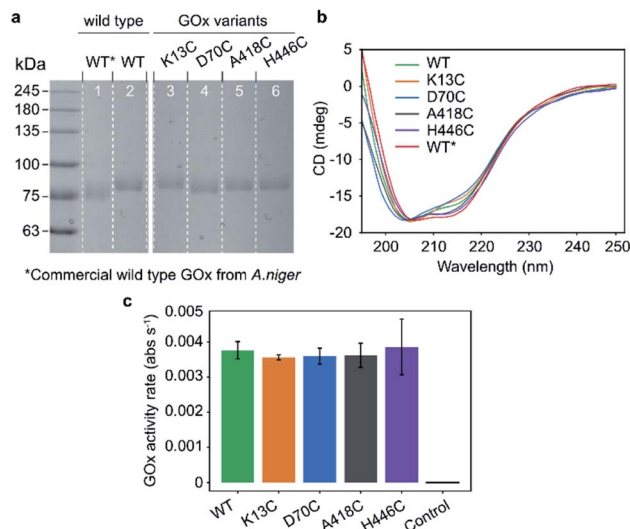 a
wild type
GOx variants
kDa
WT* WT K13C D70C A418C H446C
1 2 3 4 5 6
245
180
135
100
75
63
*Commercial wild type GOx from A.niger
b
CD (mdeg)
5
0
-5
-10
-15
-20
WT
K13C
D70C
A418C
H446C
WT*
210 220 230 240 250
Wavelength (nm)
c
GOx activity rate (abs s⁻¹)
0.005
0.004
0.003
0.002
0.001
0
WT K13C D70C A418C H446C Control